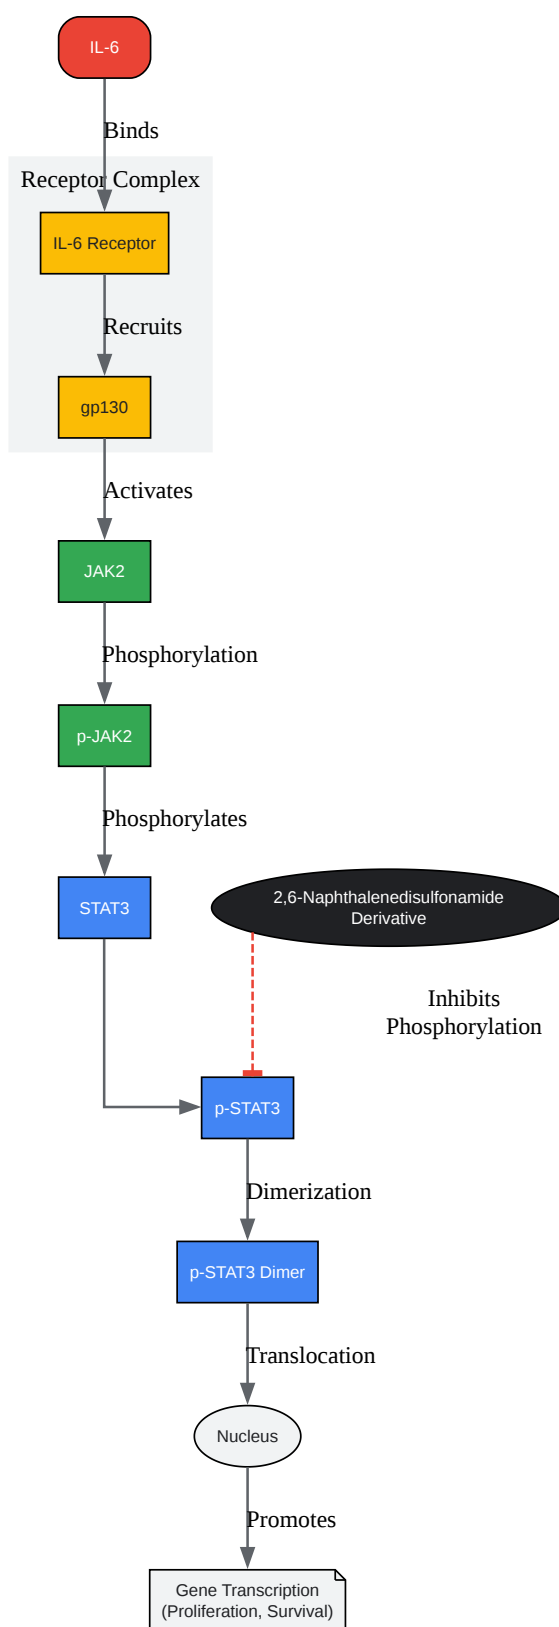 IL-6
Binds
Receptor Complex
IL-6 Receptor
Recruits
gp130
Activates
JAK2
Phosphorylation
p-JAK2
Phosphorylates
STAT3
2,6-Naphthalenedisulfonamide
Derivative
Inhibits
Phosphorylation
p-STAT3
Dimerization
p-STAT3 Dimer
Translocation
Nucleus
Promotes
Gene Transcription
(Proliferation, Survival)